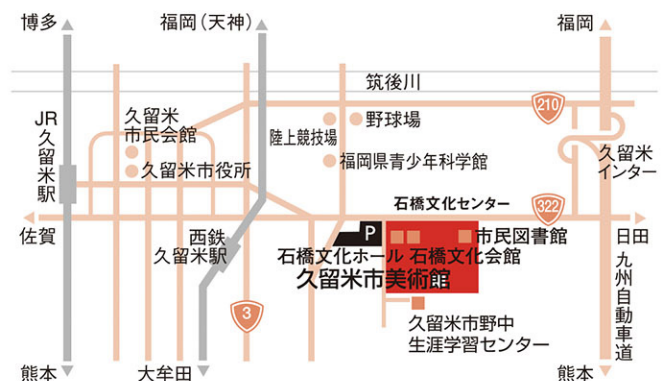 博多
福岡(天神)
福岡
筑後川
210
JR
久留米駅
久留米
市民会館
久留米市役所
陸上競技場
野球場
福岡県青少年科学館
久留米
インター
石橋文化センター
322
佐賀
西鉄
久留米駅
P
市民図書館
日田
石橋文化ホール
石橋文化会館
久留米市美術館
九州自動車道
3
久留米市野中
生涯学習センター
熊本
大牟田
熊本